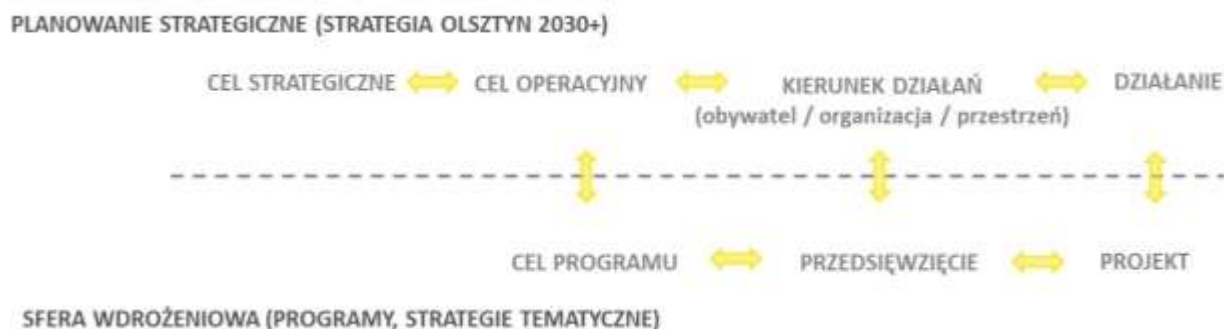 PLANOWANIE STRATEGICZNE (STRATEGIA OLSZTYN 2030+)
CEL STRATEGICZNE CEL OPERACYJNY KIERUNEK DZIAŁAŃ DZIAŁANIE
(obywatel / organizacja / przestrzeń)
CEL PROGRAMU PRZEDSIĘWZIĘCIE PROJEKT
SFERA WDROŻENIOWA (PROGRAMY, STRATEGIE TEMATYCZNE)